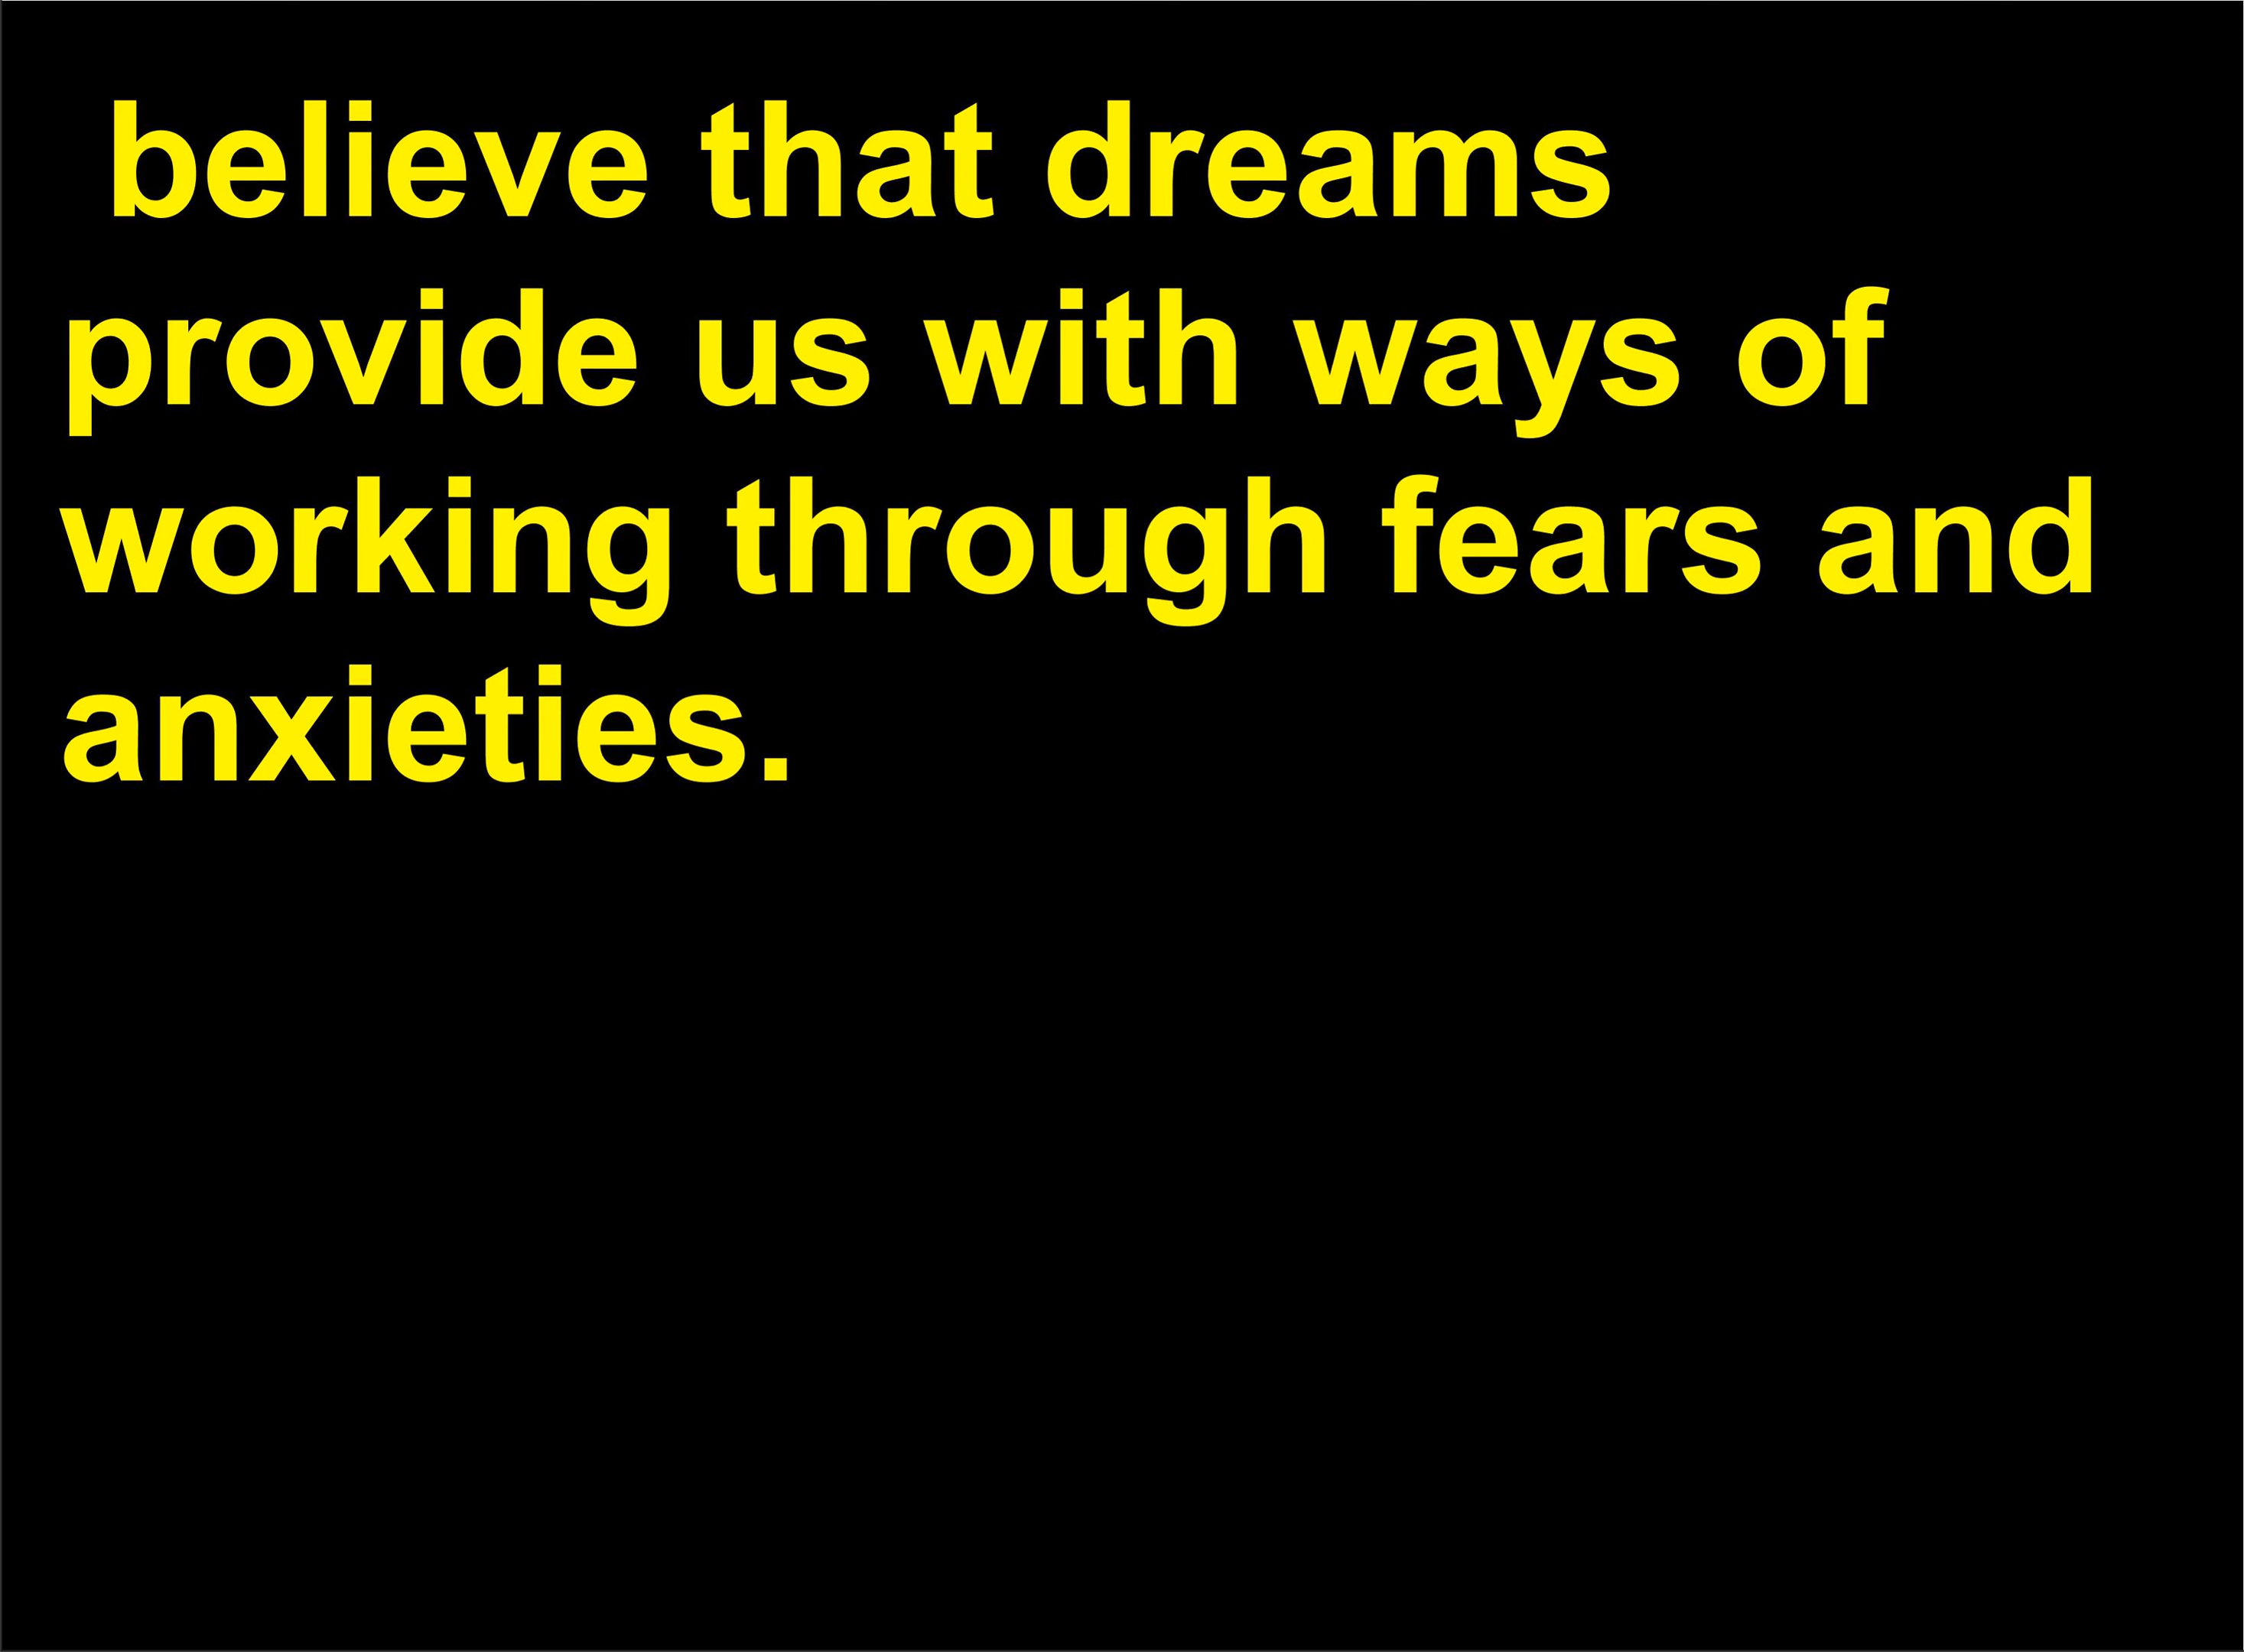 believe that dreams
provide us with ways of
working through fears and
anxieties.